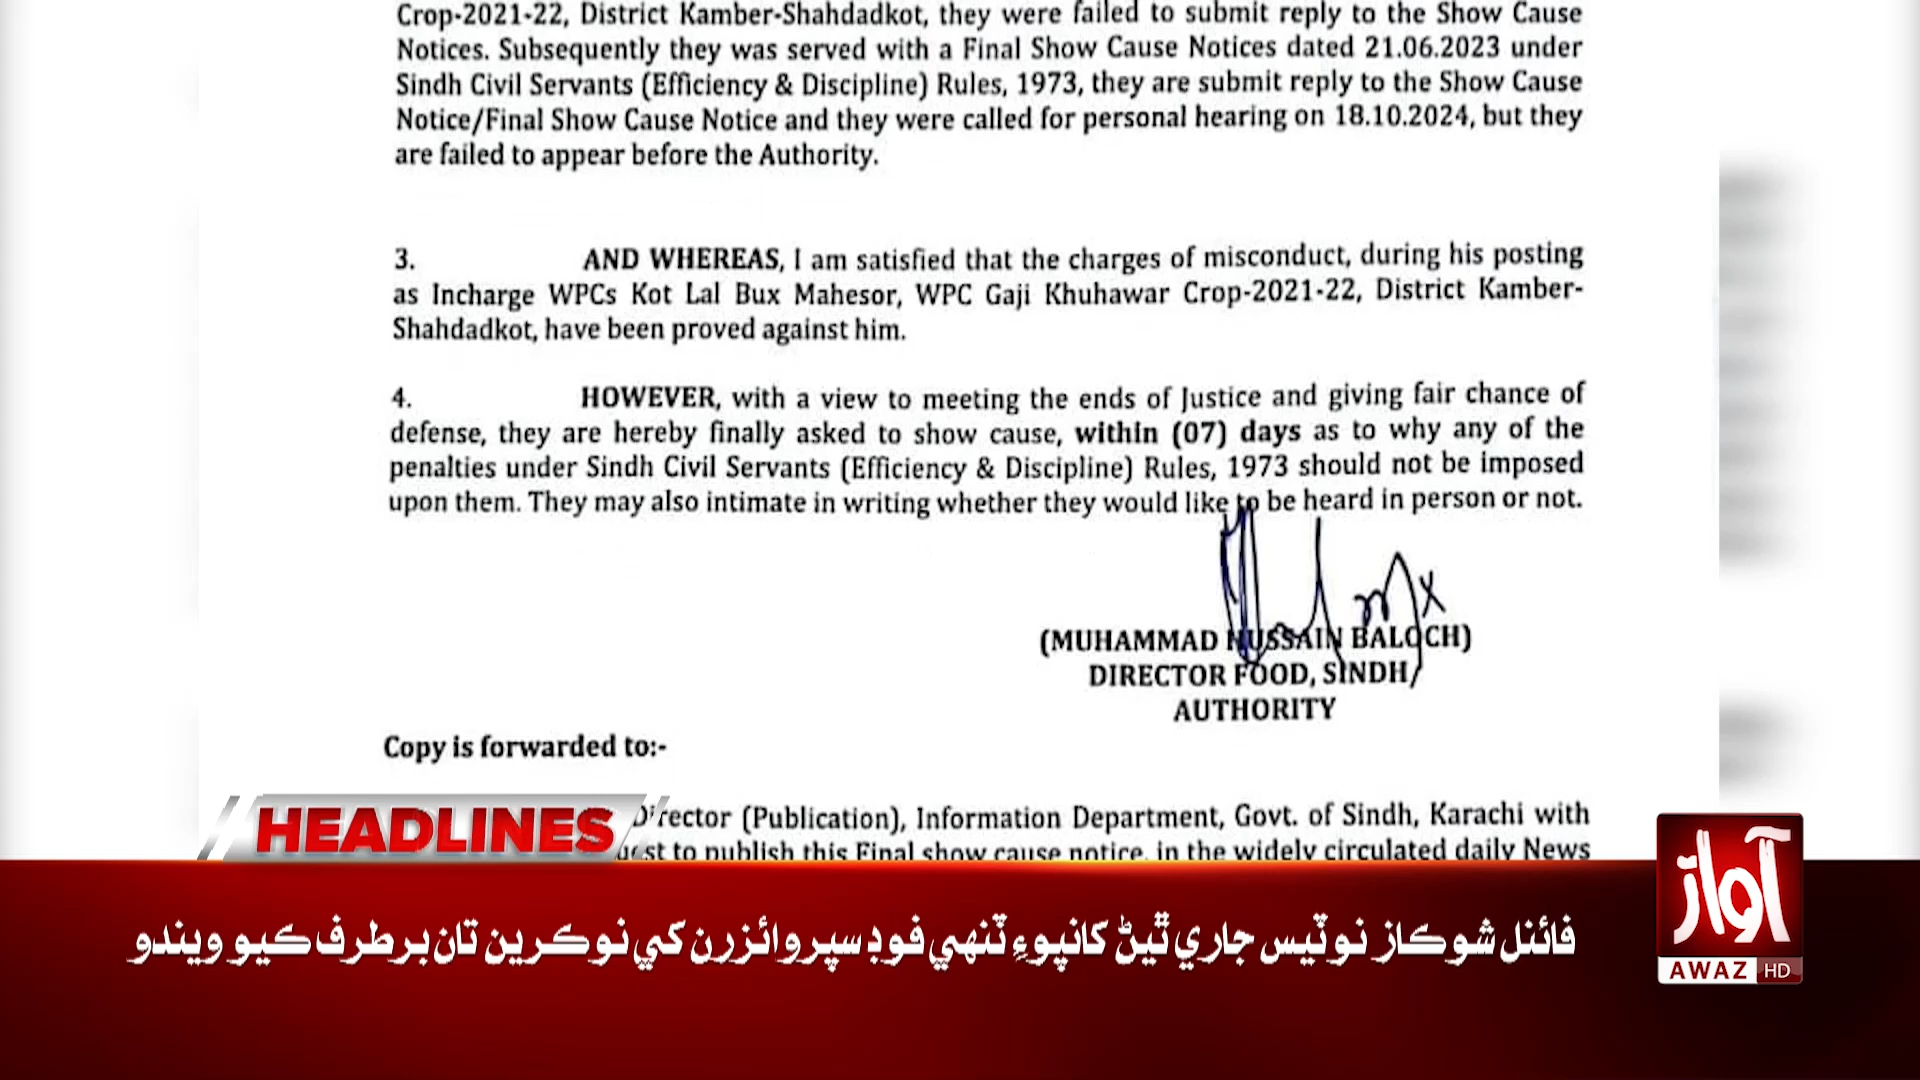 Crop-2021-22, District Kamber-Shahdadkot, they were failed to submit reply to the Show Cause
Notices. Subsequently they was served with a Final Show Cause Notices dated 21.06.2023 under
Sindh Civil Servants (Efficiency & Discipline) Rules, 1973, they are submit reply to the Show Cause
Notice/Final Show Cause Notice and they were called for personal hearing on 18.10.2024, but they
are failed to appear before the Authority.
3. AND WHEREAS, I am satisfied that the charges of misconduct, during his posting
as Incharge WPCs Kot Lal Bux Mahesor, WPC Gaji Khuhawar Crop-2021-22, District Kamber-
Shahdadkot, have been proved against him.
4. HOWEVER, with a view to meeting the ends of Justice and giving fair chance of
defense, they are hereby finally asked to show cause, within (07) days as to why any of the
penalties under Sindh Civil Servants (Efficiency & Discipline) Rules, 1973 should not be imposed
upon them. They may also intimate in writing whether they would like to be heard in person or not.
(MUHAMMAD HUSSAIN BALOCH)
DIRECTOR FOOD, SINDH/
AUTHORITY
Copy is forwarded to:-
Director (Publication), Information Department, Govt. of Sindh, Karachi with
to publish this Final show cause notice, in the widely circulated daily News
HEADLINES
فائنل شوڪاز نوٽيس جاري ٿيڻ کانپوءِ ٽنهي فوڊ سپروائزرن کي نوڪرين تان برطرف ڪيو ويندو
آواز
AWAZ HD